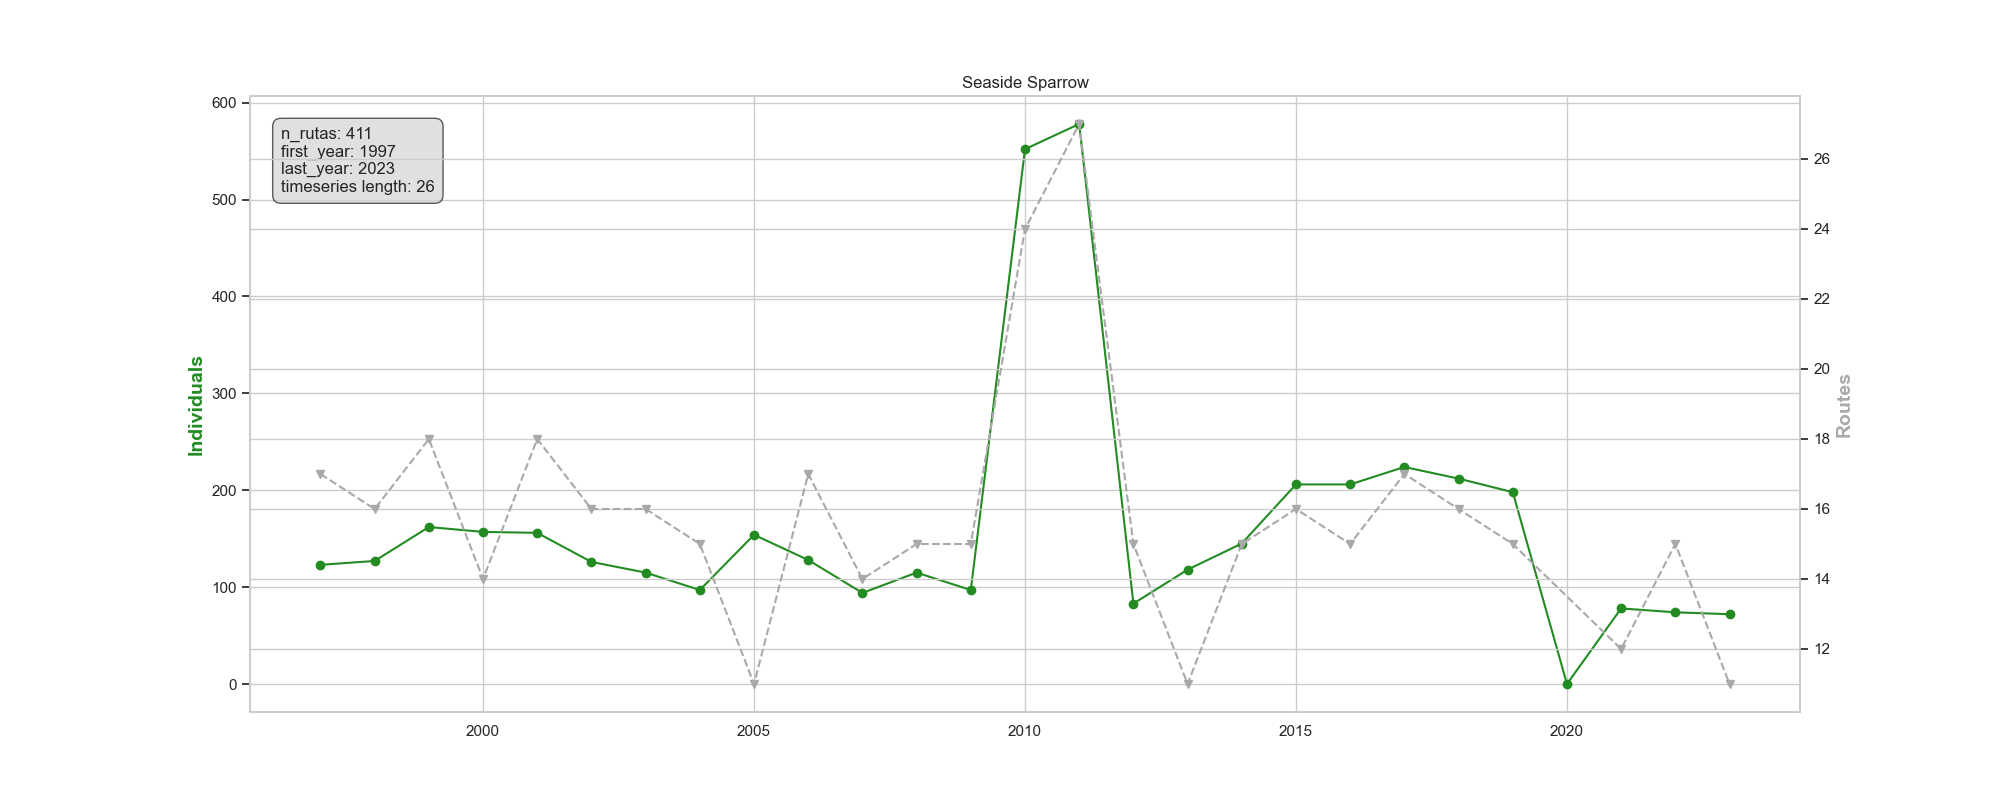 Seaside Sparrow
n_rutas: 411
first_year: 1997
last_year: 2023
timeseries length: 26
600
500
400
300
200
100
0
Individuals
26
24
22
20
18
16
14
12
Routes
2000
2005
2010
2015
2020